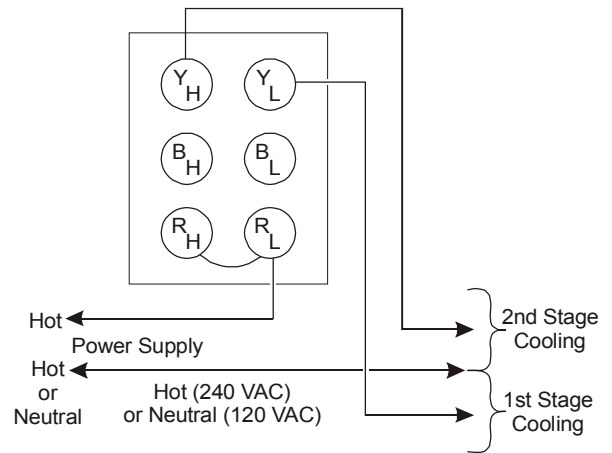 Y H Y L
B H B L
R H R L
Hot
Power Supply
Hot
or
Neutral
Hot (240 VAC)
or Neutral (120 VAC)
2nd Stage
Cooling
1st Stage
Cooling